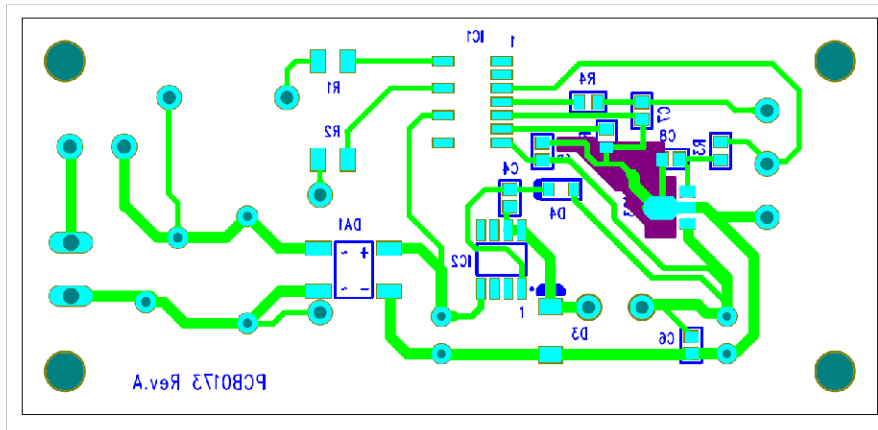 IC1
1
R4
R1
C7
R2
C8
R3
C4
D4
DA1
~ +
IC2
~ -
1
D3
C6
PCB0173 Rev.A